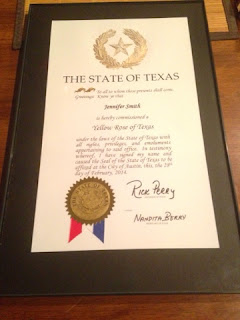 THE STATE OF TEXAS
To all to whom these presents shall come,
Greetings: Know ye that
Jennifer Smith
is hereby commissioned a
Yellow Rose of Texas
under the laws of the State of Texas with
all rights, privileges, and emoluments
appertaining to said office. In testimony
whereof, I have signed my name and
caused the Seal of the State of Texas to be
affixed at the City of Austin, this, the 28th
day of February, 2014.
RICK PERRY
NANDITA BERRY